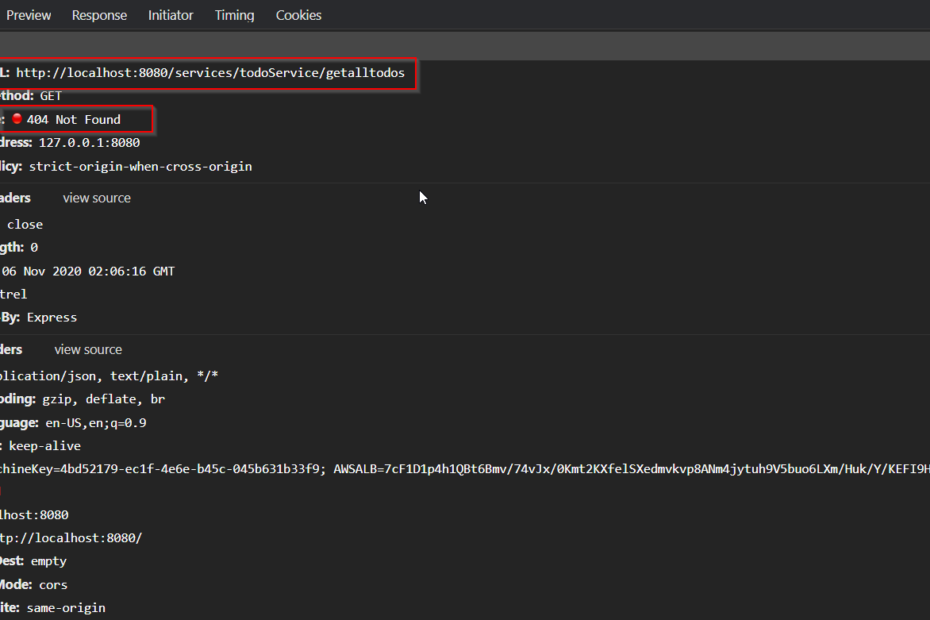 Preview Response Initiator Timing Cookies
L: http://localhost:8080/services/todoService/getalltodos
thod: GET
: 404 Not Found
dress: 127.0.0.1:8080
licy: strict-origin-when-cross-origin
aders view source
close
gth: 0
06 Nov 2020 02:06:16 GMT
trel
-By: Express
ders view source
plication/json, text/plain, */*
oding: gzip, deflate, br
guage: en-US,en;q=0.9
: keep-alive
chineKey=4bd52179-ec1f-4e6e-b45c-045b631b33f9; AWSALB=7cF1D1p4h1QBt6Bmv/74vJx/0Kmt2KXfelSXedmvkvp8ANm4jytuh9V5buo6LXm/Huk/Y/KEFI9H
lhost:8080
tp://localhost:8080/
Dest: empty
Mode: cors
ite: same-origin